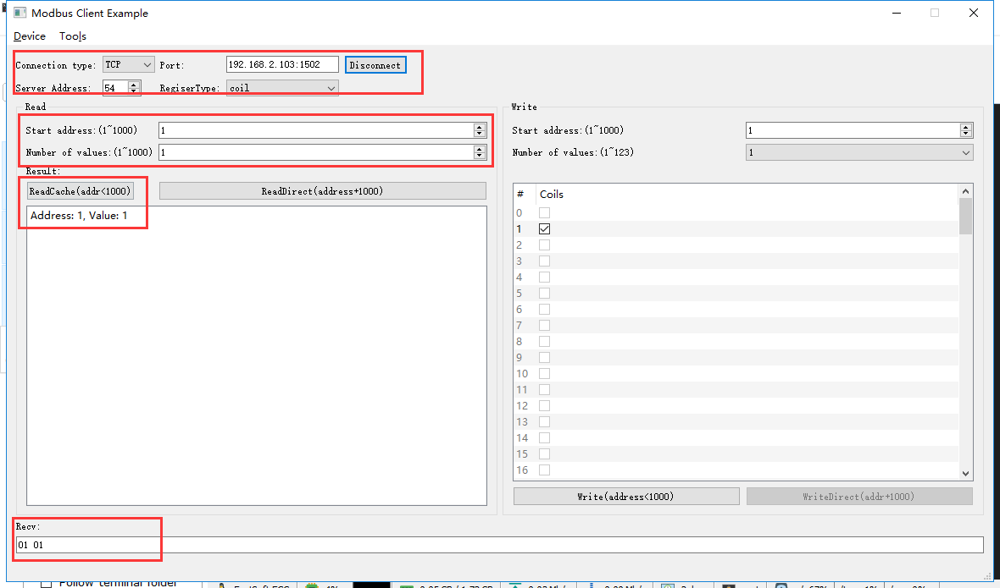 Modbus Client Example
Device Tools
Connection type: TCP Port: 192.168.2.103:1502 Disconnect
Server Address: 54 RegiserType: coil
Read
Start address:(1~1000) 1
Number of values:(1~1000) 1
Result:
ReadCache(addr<1000) ReadDirect(address+1000)
Address: 1, Value: 1
Write
Start address:(1~1000) 1
Number of values:(1~123) 1
# Coils
0
1
2
3
4
5
6
7
8
9
10
11
12
13
14
15
16
Write(address<1000) WriteDirect(addr+1000)
Recv:
01 01
Follow terminal folder